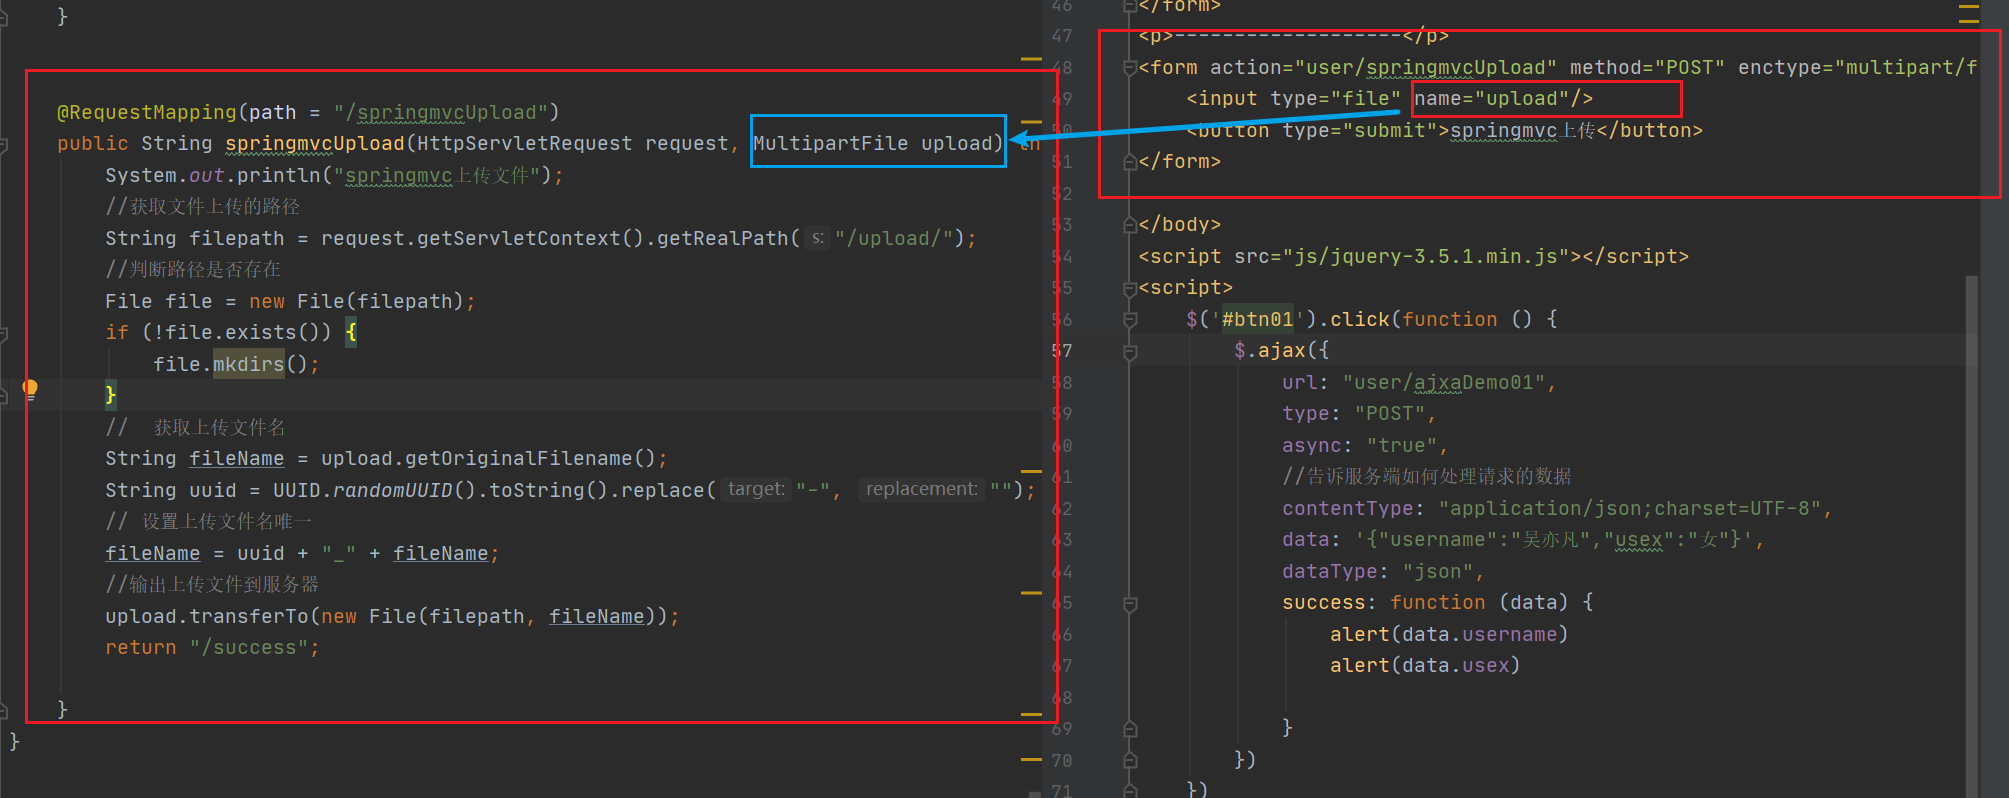 }
@RequestMapping(path = "/springmvcUpload")
public String springmvcUpload(HttpServletRequest request, MultipartFile upload) th
System.out.println("springmvc上传文件");
//获取文件上传的路径
String filepath = request.getServletContext().getRealPath( s: "/upload/");
//判断路径是否存在
File file = new File(filepath);
if (!file.exists()) {
file.mkdirs();
}
//  获取上传文件名
String fileName = upload.getOriginalFilename();
String uuid = UUID.randomUUID().toString().replace( target: "-", replacement: "");
// 设置上传文件名唯一
fileName = uuid + "_" + fileName;
//输出上传文件到服务器
upload.transferTo(new File(filepath, fileName));
return "/success";
}
}
46 </form>
47 <p>-------------------</p>
48 <form action="user/springmvcUpload" method="POST" enctype="multipart/f
49 <input type="file" name="upload"/>
50 <button type="submit">springmvc上传</button>
51 </form>
52
53 </body>
54 <script src="js/jquery-3.5.1.min.js"></script>
55 <script>
56 $('#btn01').click(function () {
57 $.ajax({
58 url: "user/ajxaDemo01",
59 type: "POST",
60 async: "true",
61 //告诉服务端如何处理请求的数据
62 contentType: "application/json;charset=UTF-8",
63 data: '{"username":"吴亦凡","usex":"女"}',
64 dataType: "json",
65 success: function (data) {
66 alert(data.username)
67 alert(data.usex)
68
69 }
70 })
71 })